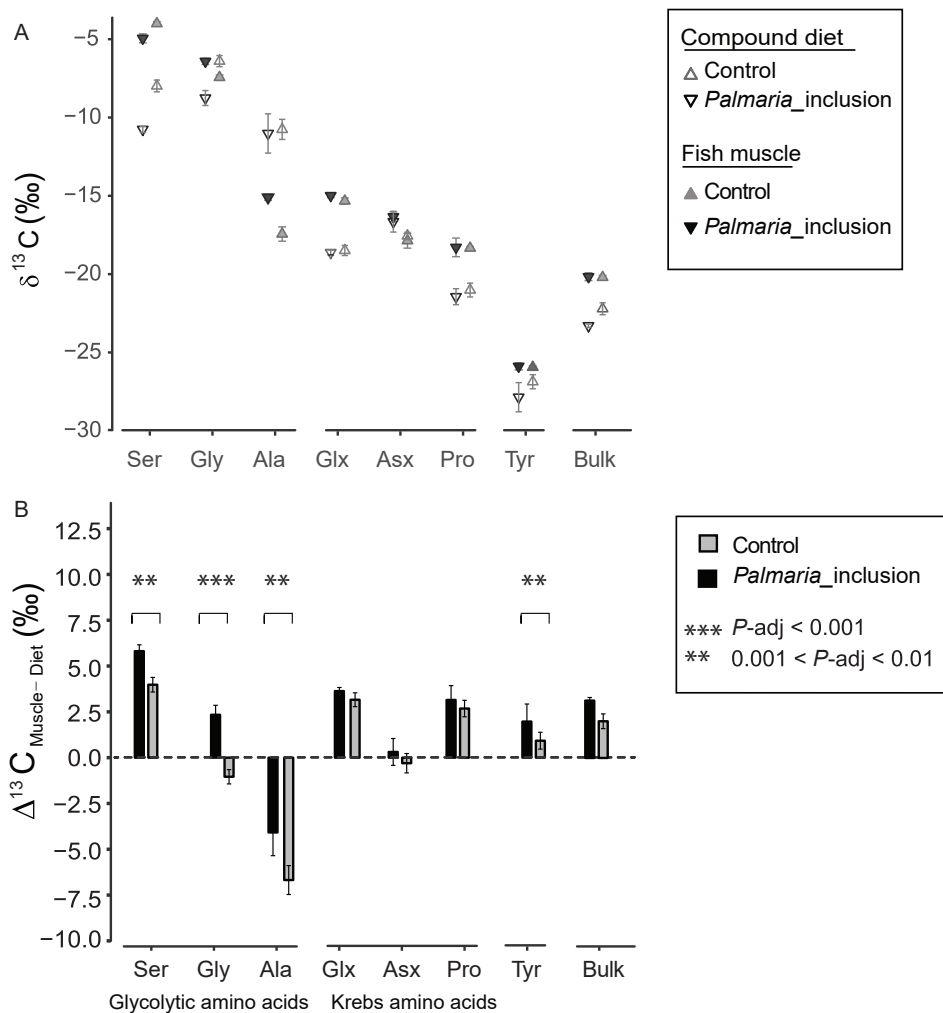 A
−5
−10
−15
−20
−25
−30
δ ¹³C (‰)
Ser Gly Ala Glx Asx Pro Tyr Bulk
Compound diet
Control
Palmaria_inclusion
Fish muscle
Control
Palmaria_inclusion
B
12.5
10.0
7.5
5.0
2.5
0.0
−2.5
−5.0
−7.5
−10.0
Δ¹³C Muscle− Diet (‰)
** *** ** **
Ser Gly Ala Glx Asx Pro Tyr Bulk
Glycolytic amino acids Krebs amino acids
Control
Palmaria_inclusion
*** P-adj < 0.001
** 0.001 < P-adj < 0.01